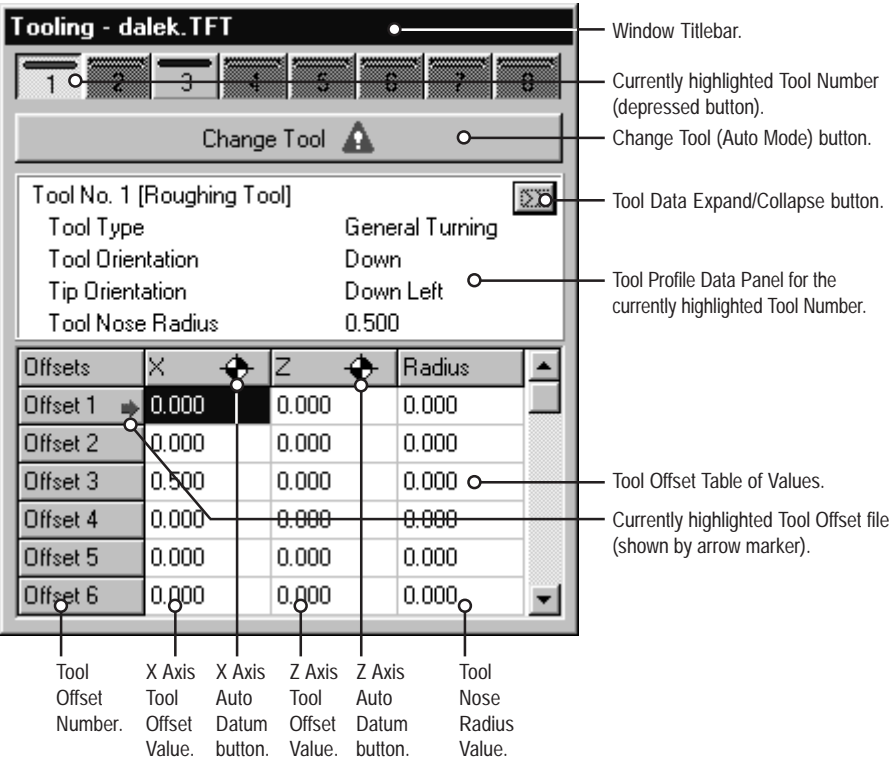 Tooling - dalek.TFT
Window Titlebar.
1 2 3 4 5 6 7 8
Currently highlighted Tool Number
(depressed button).
Change Tool
Change Tool (Auto Mode) button.
Tool No. 1 [Roughing Tool]
Tool Data Expand/Collapse button.
Tool Type General Turning
Tool Orientation Down
Tip Orientation Down Left
Tool Nose Radius 0.500
Tool Profile Data Panel for the
currently highlighted Tool Number.
Offsets X Z Radius
Offset 1 0.000 0.000 0.000
Offset 2 0.000 0.000 0.000
Offset 3 0.500 0.000 0.000
Tool Offset Table of Values.
Offset 4 0.000 0.000 0.000
Currently highlighted Tool Offset file
(shown by arrow marker).
Offset 5 0.000 0.000 0.000
Offset 6 0.000 0.000 0.000
Tool
Offset
Number.
X Axis
Tool
Offset
Value.
X Axis
Auto
Datum
button.
Z Axis
Tool
Offset
Value.
Z Axis
Auto
Datum
button.
Tool
Nose
Radius
Value.